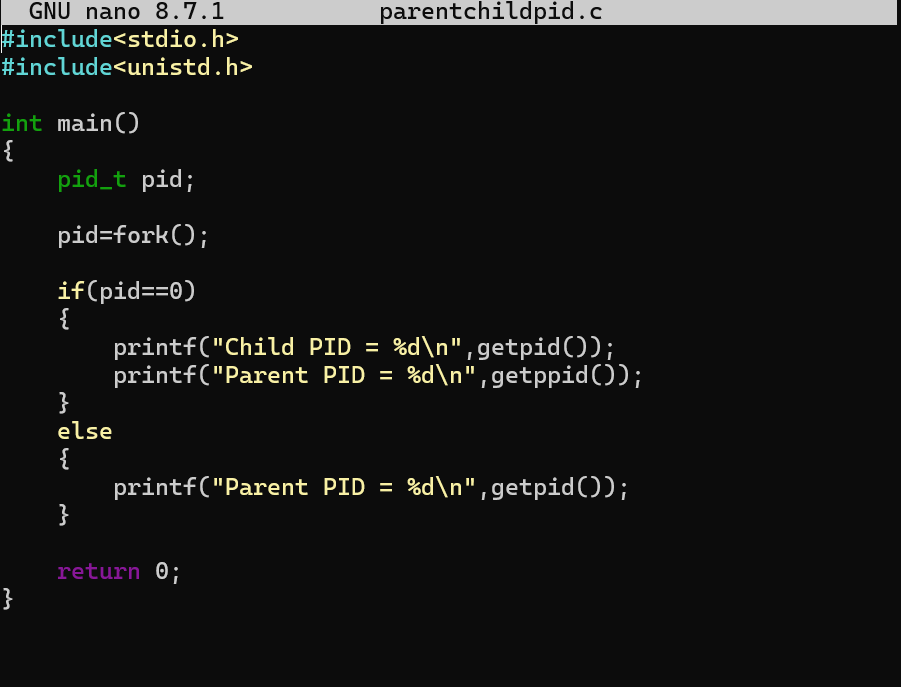 GNU nano 8.7.1 parentchildpid.c
#include<stdio.h>
#include<unistd.h>
int main()
{
pid_t pid;
pid=fork();
if(pid==0)
{
printf("Child PID = %d\n",getpid());
printf("Parent PID = %d\n",getppid());
}
else
{
printf("Parent PID = %d\n",getpid());
}
return 0;
}